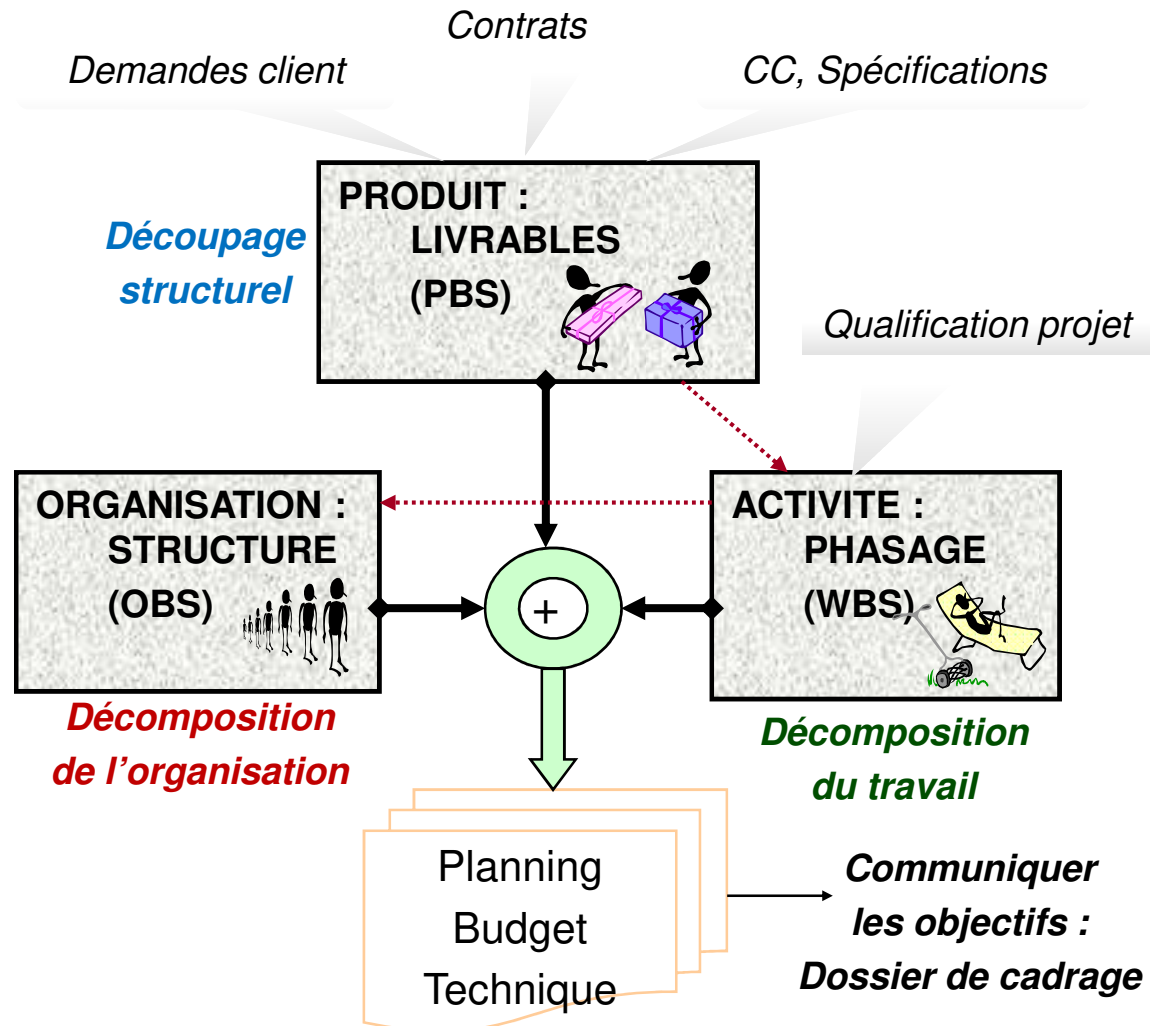 Contrats
Demandes client
CC, Spécifications
PRODUIT :
LIVRABLES
(PBS)
Découpage
structurel
Qualification projet
ORGANISATION :
STRUCTURE
(OBS)
ACTIVITE :
PHASAGE
(WBS)
+
Décomposition
de l’organisation
Décomposition
du travail
Planning
Budget
Technique
Communiquer
les objectifs :
Dossier de cadrage